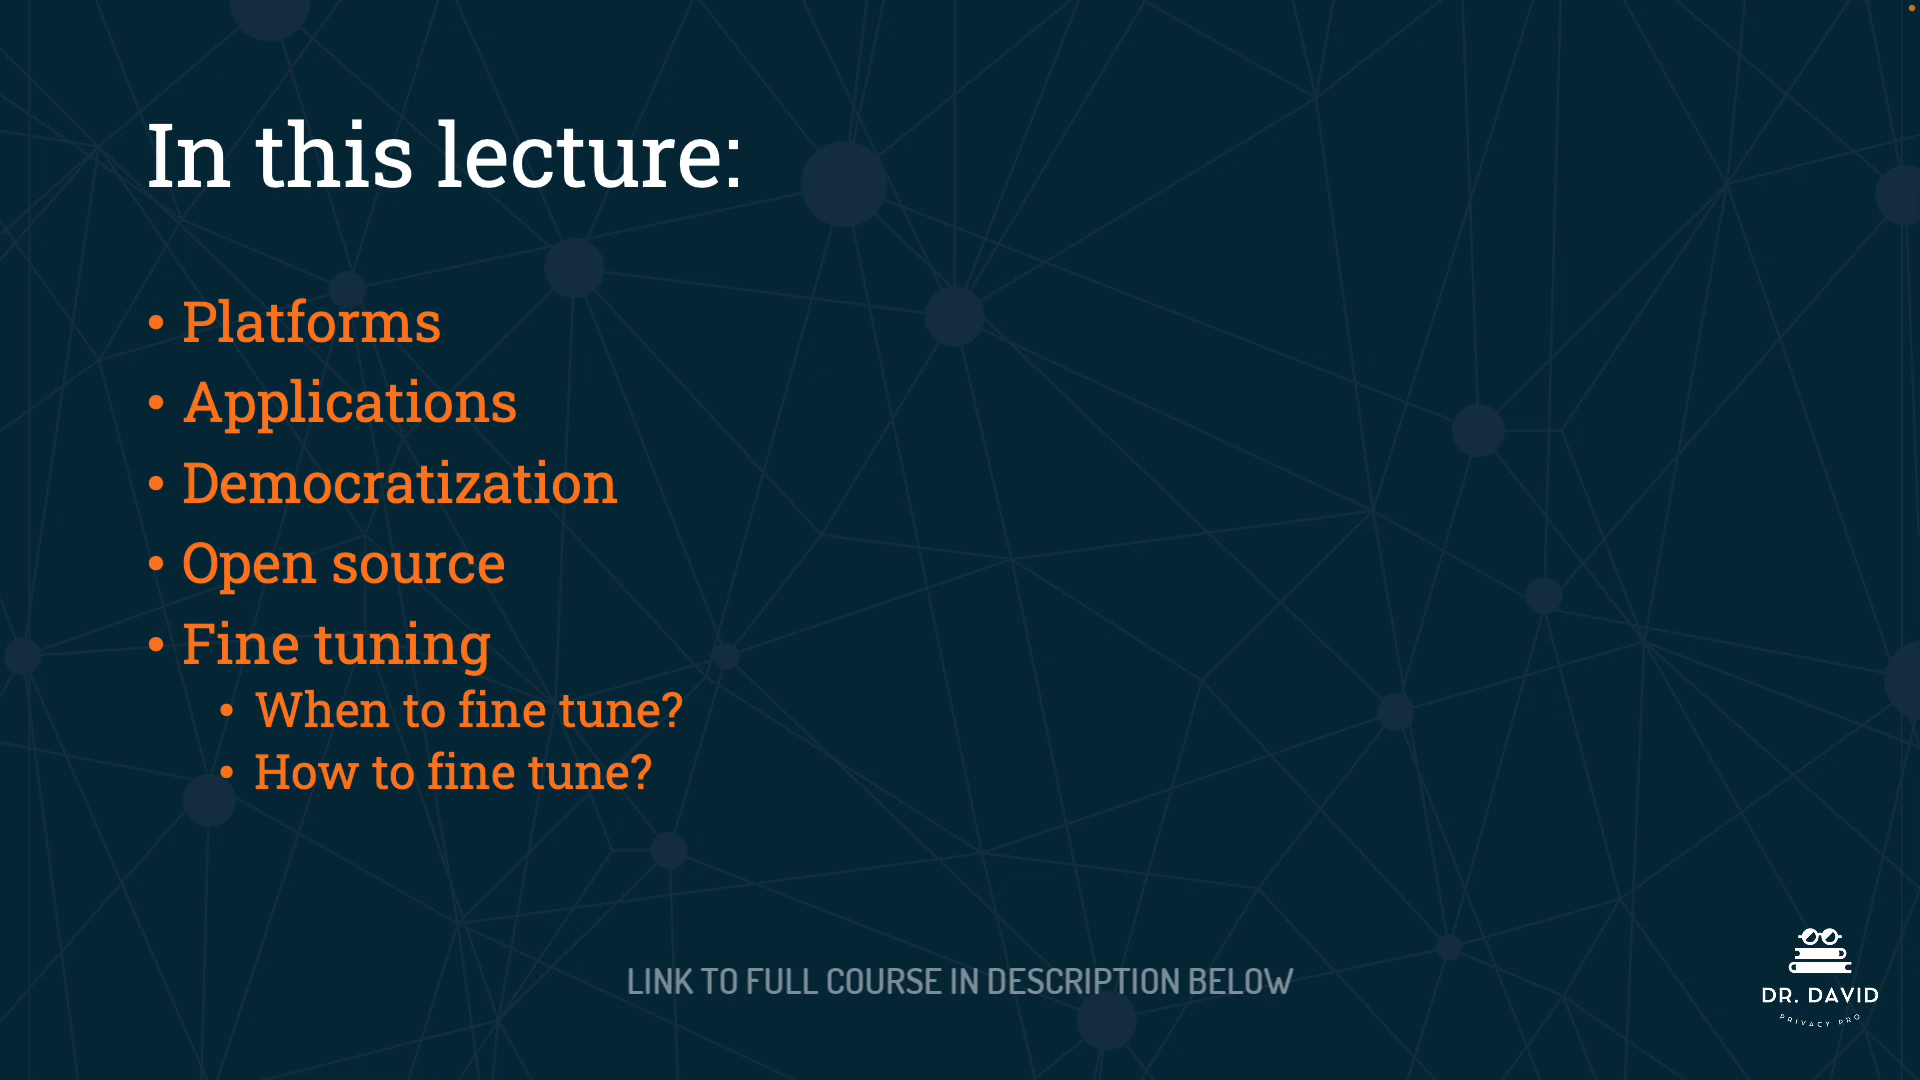 In this lecture:
• Platforms
• Applications
• Democratization
• Open source
• Fine tuning
• When to fine tune?
• How to fine tune?
LINK TO FULL COURSE IN DESCRIPTION BELOW
DR. DAVID
PRIVACY PRO